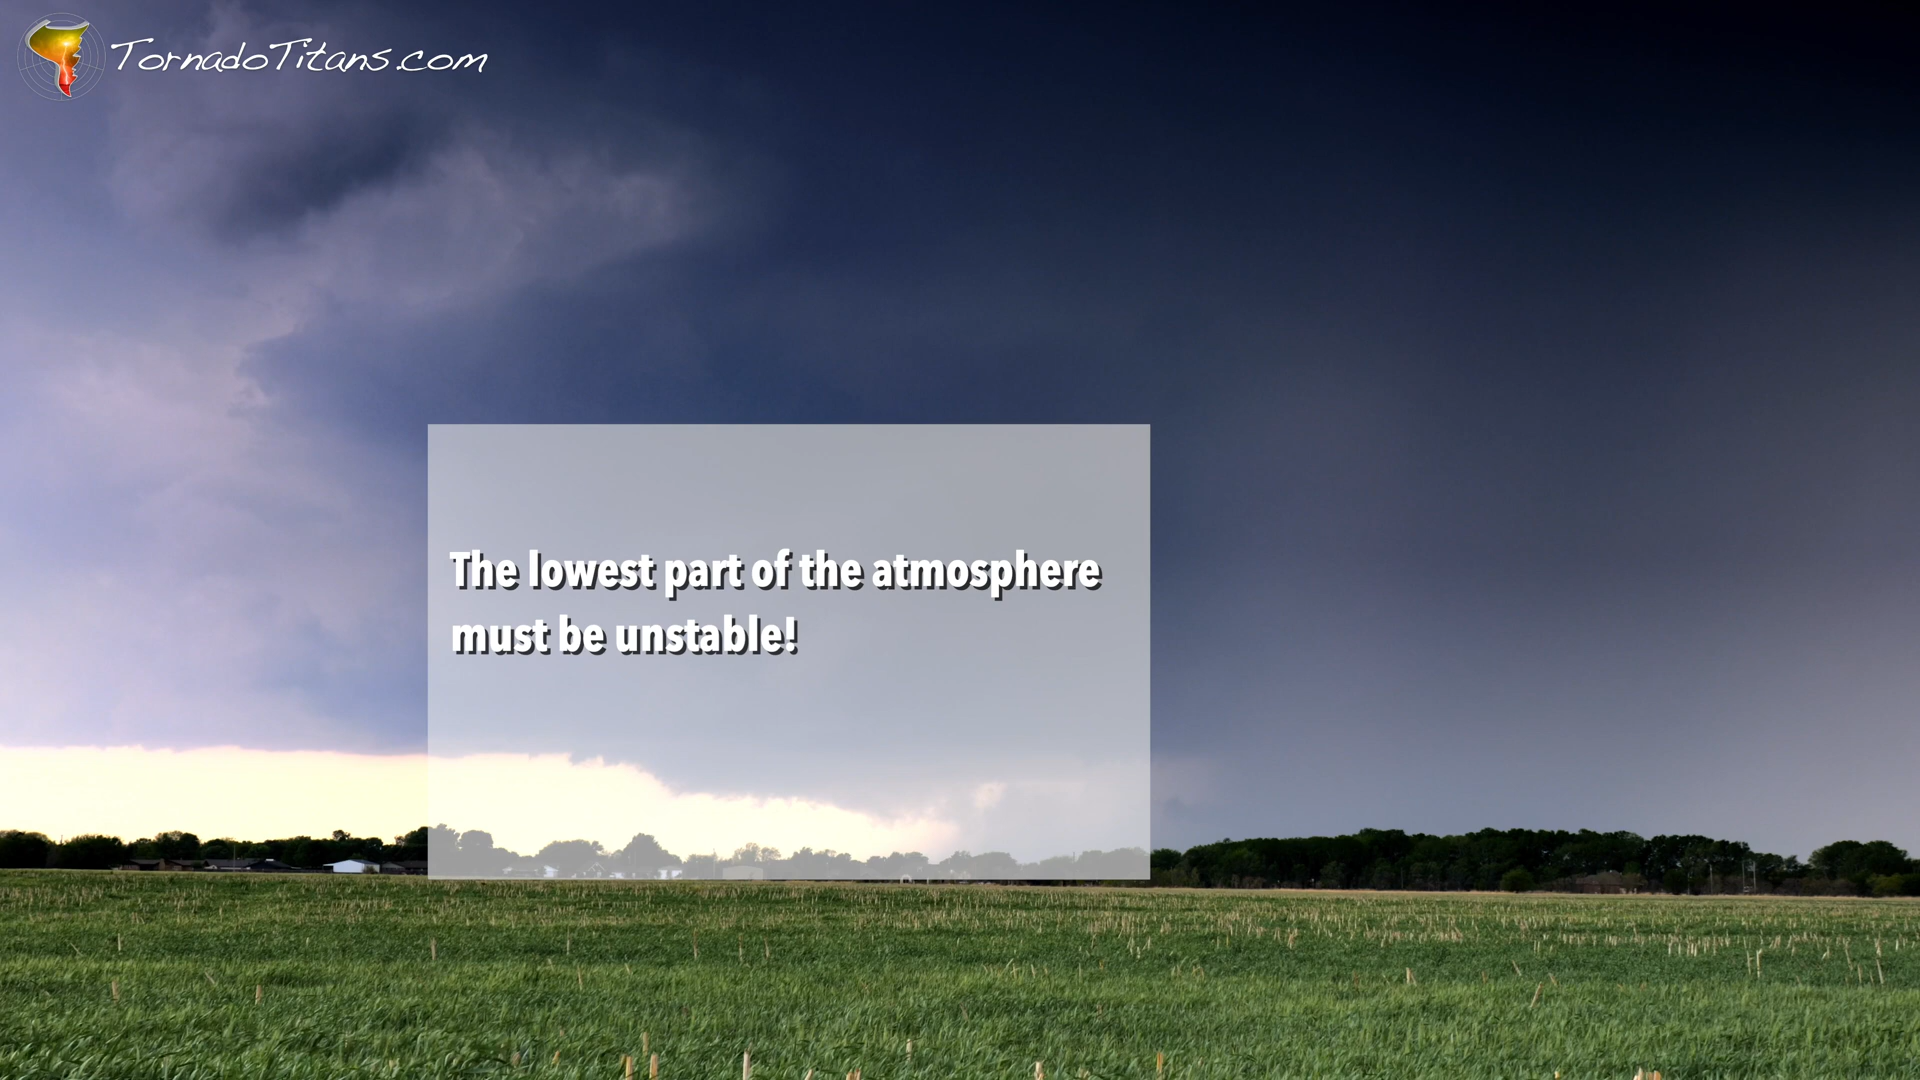 TornadoTitans.com
The lowest part of the atmosphere
must be unstable!